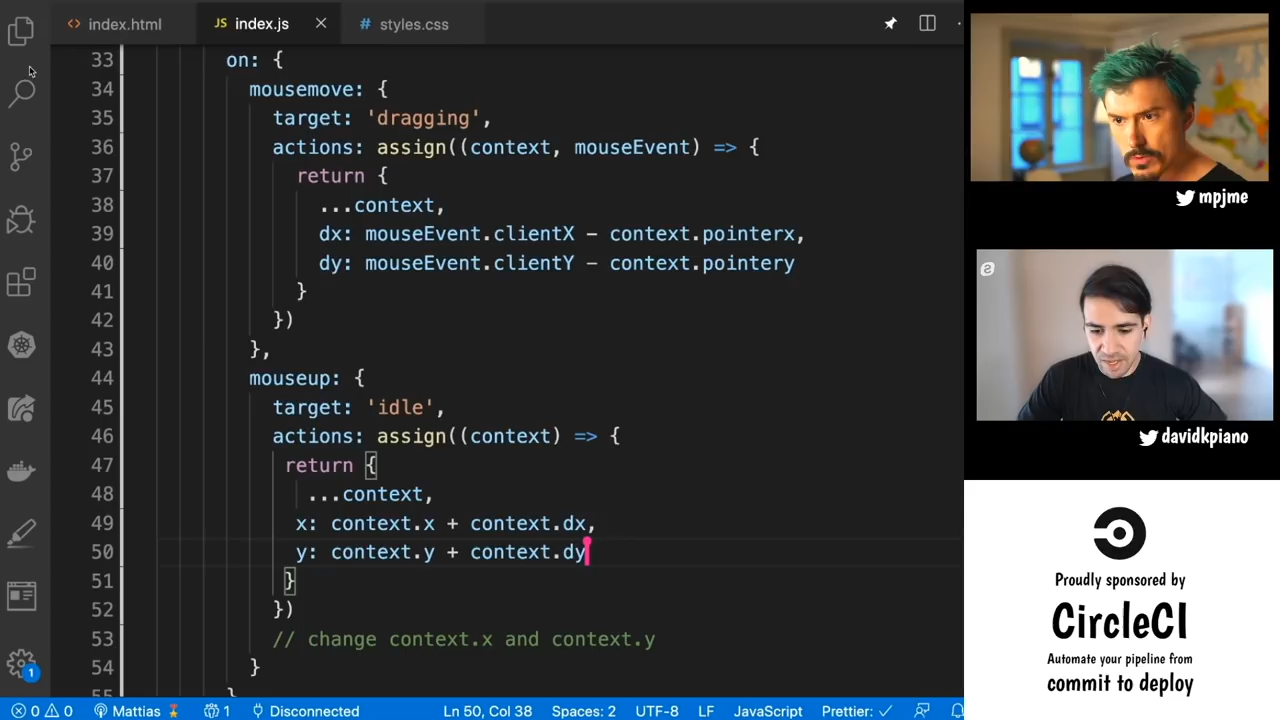 index.html
JS index.js
# styles.css
33 on: {
34 mousemove: {
35 target: 'dragging',
36 actions: assign((context, mouseEvent) => {
37 return {
38 ...context,
39 dx: mouseEvent.clientX - context.pointerx,
40 dy: mouseEvent.clientY - context.pointery
41 }
42 })
43 },
44 mouseup: {
45 target: 'idle',
46 actions: assign((context) => {
47 return {
48 ...context,
49 x: context.x + context.dx,
50 y: context.y + context.dy
51 }
52 })
53 // change context.x and context.y
54 }
55 }
1
0 0
Mattias
1
Disconnected
Ln 50, Col 38
Spaces: 2
UTF-8
LF
JavaScript
Prettier: ✓
mpjme
davidkpiano
Proudly sponsored by
CircleCI
Automate your pipeline from
commit to deploy